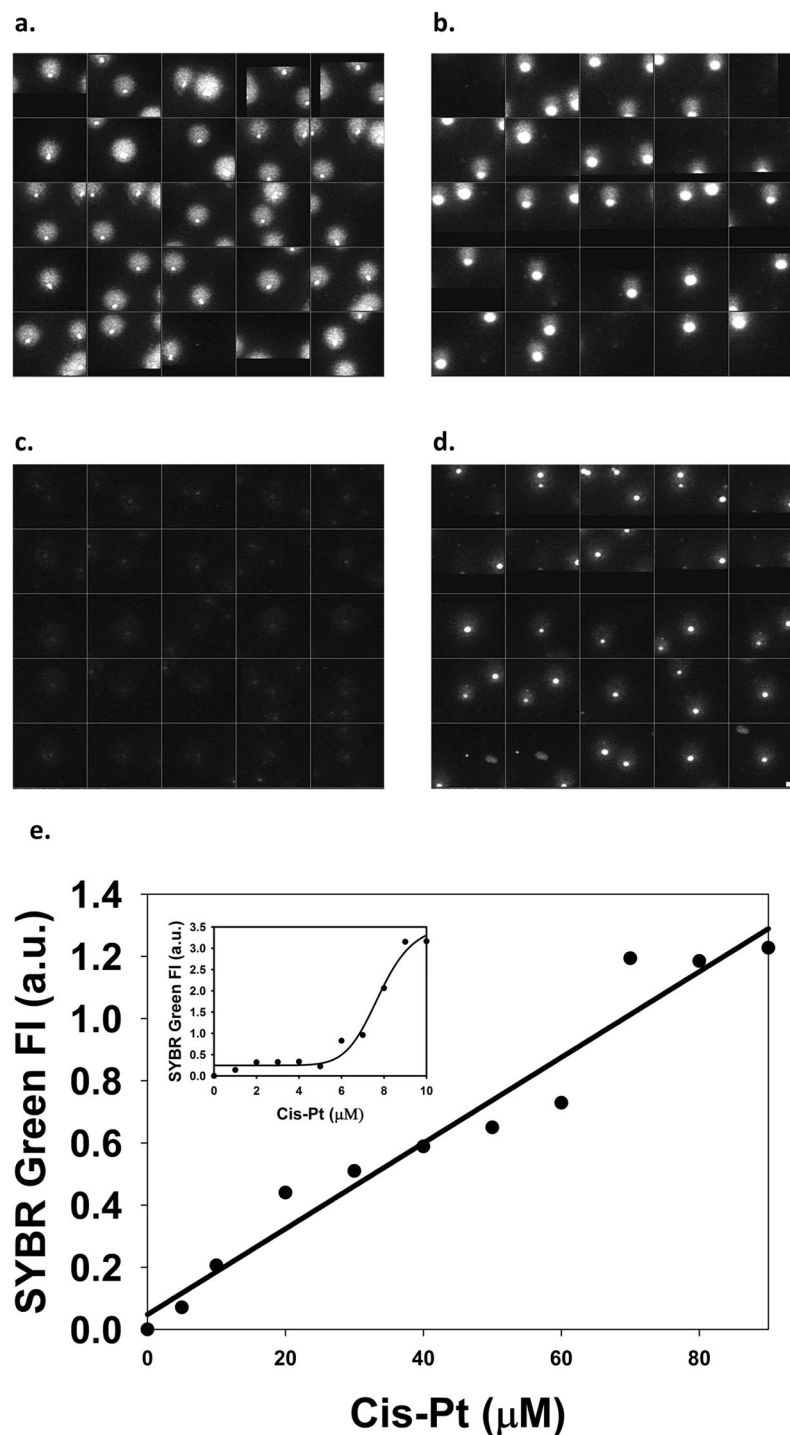 a.
b.
c.
d.
e.
SYBR Green FI (a.u.)
1.4
1.2
1.0
0.8
0.6
0.4
0.2
0.0
0 20 40 60 80
Cis-Pt (μM)
SYBR Green FI (a.u.)
3.5
3.0
2.5
2.0
1.5
1.0
0.5
0.0
0 2 4 6 8 10
Cis-Pt (μM)